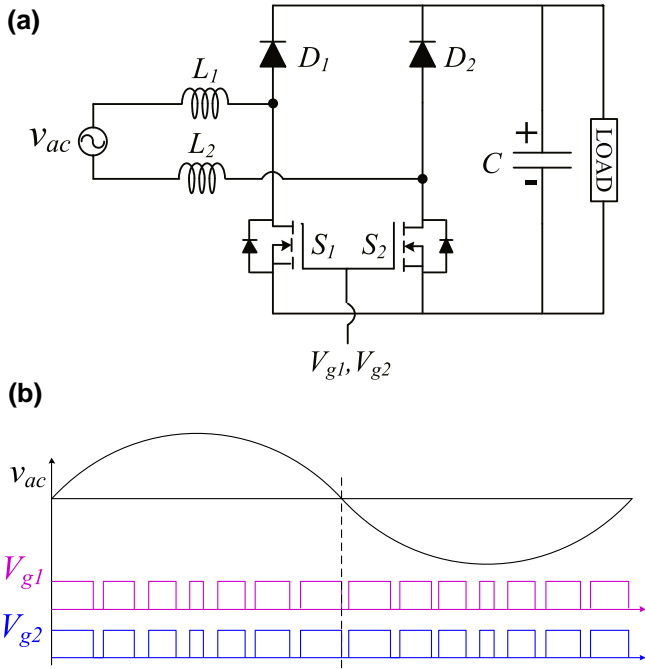 (a)
D1
D2
L1
vac
L2
+
-
C
LOAD
S1
S2
Vg1, Vg2
(b)
vac
Vg1
Vg2